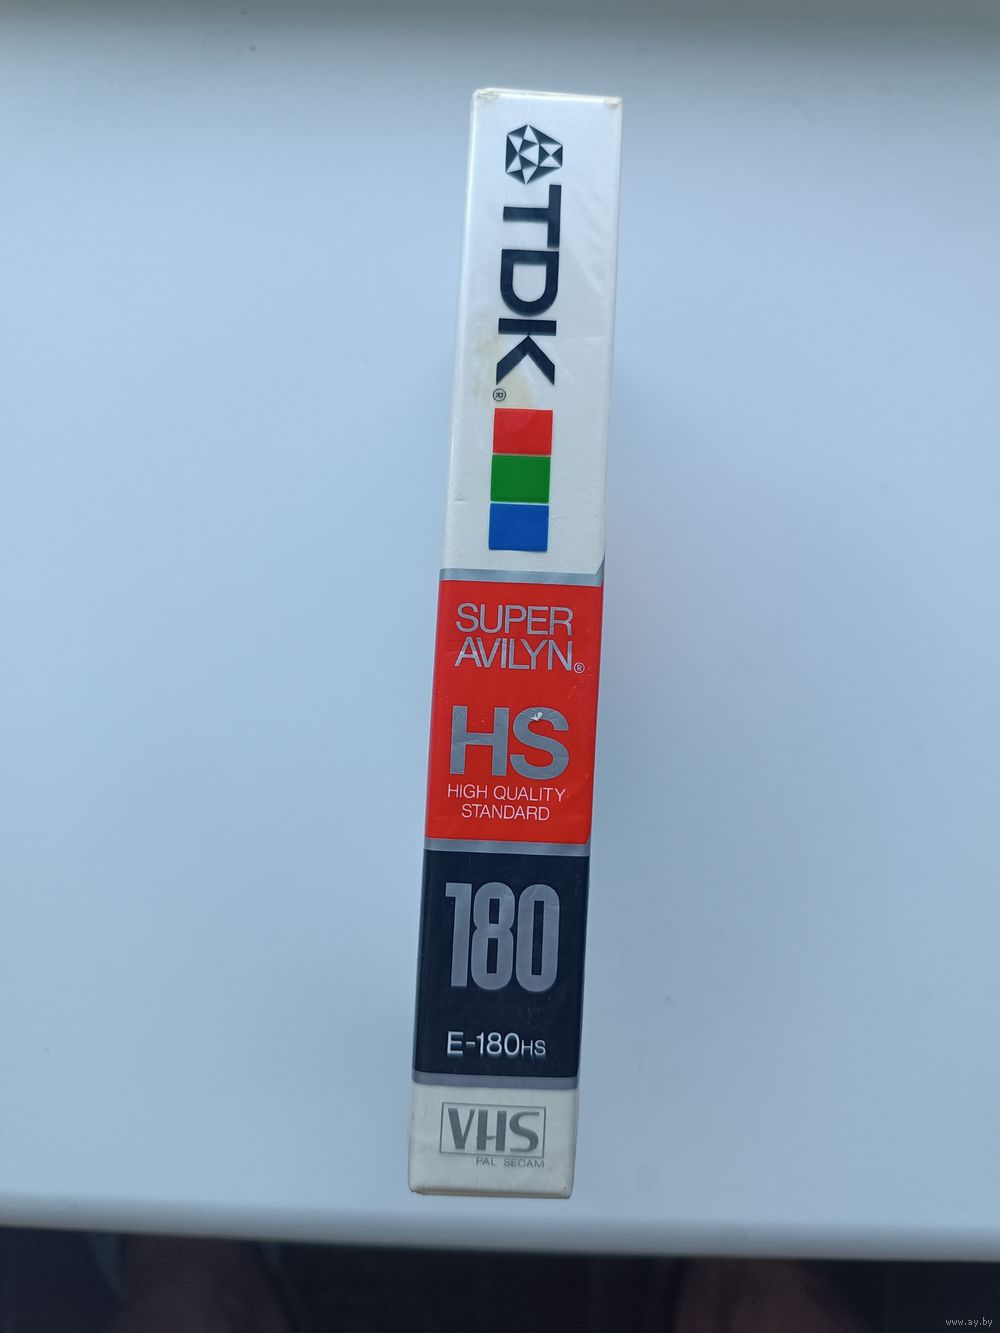 TDK®
SUPER
AVILYN®
HS
HIGH QUALITY
STANDARD
180
E-180HS
VHS
PAL SECAM
www.ay.by